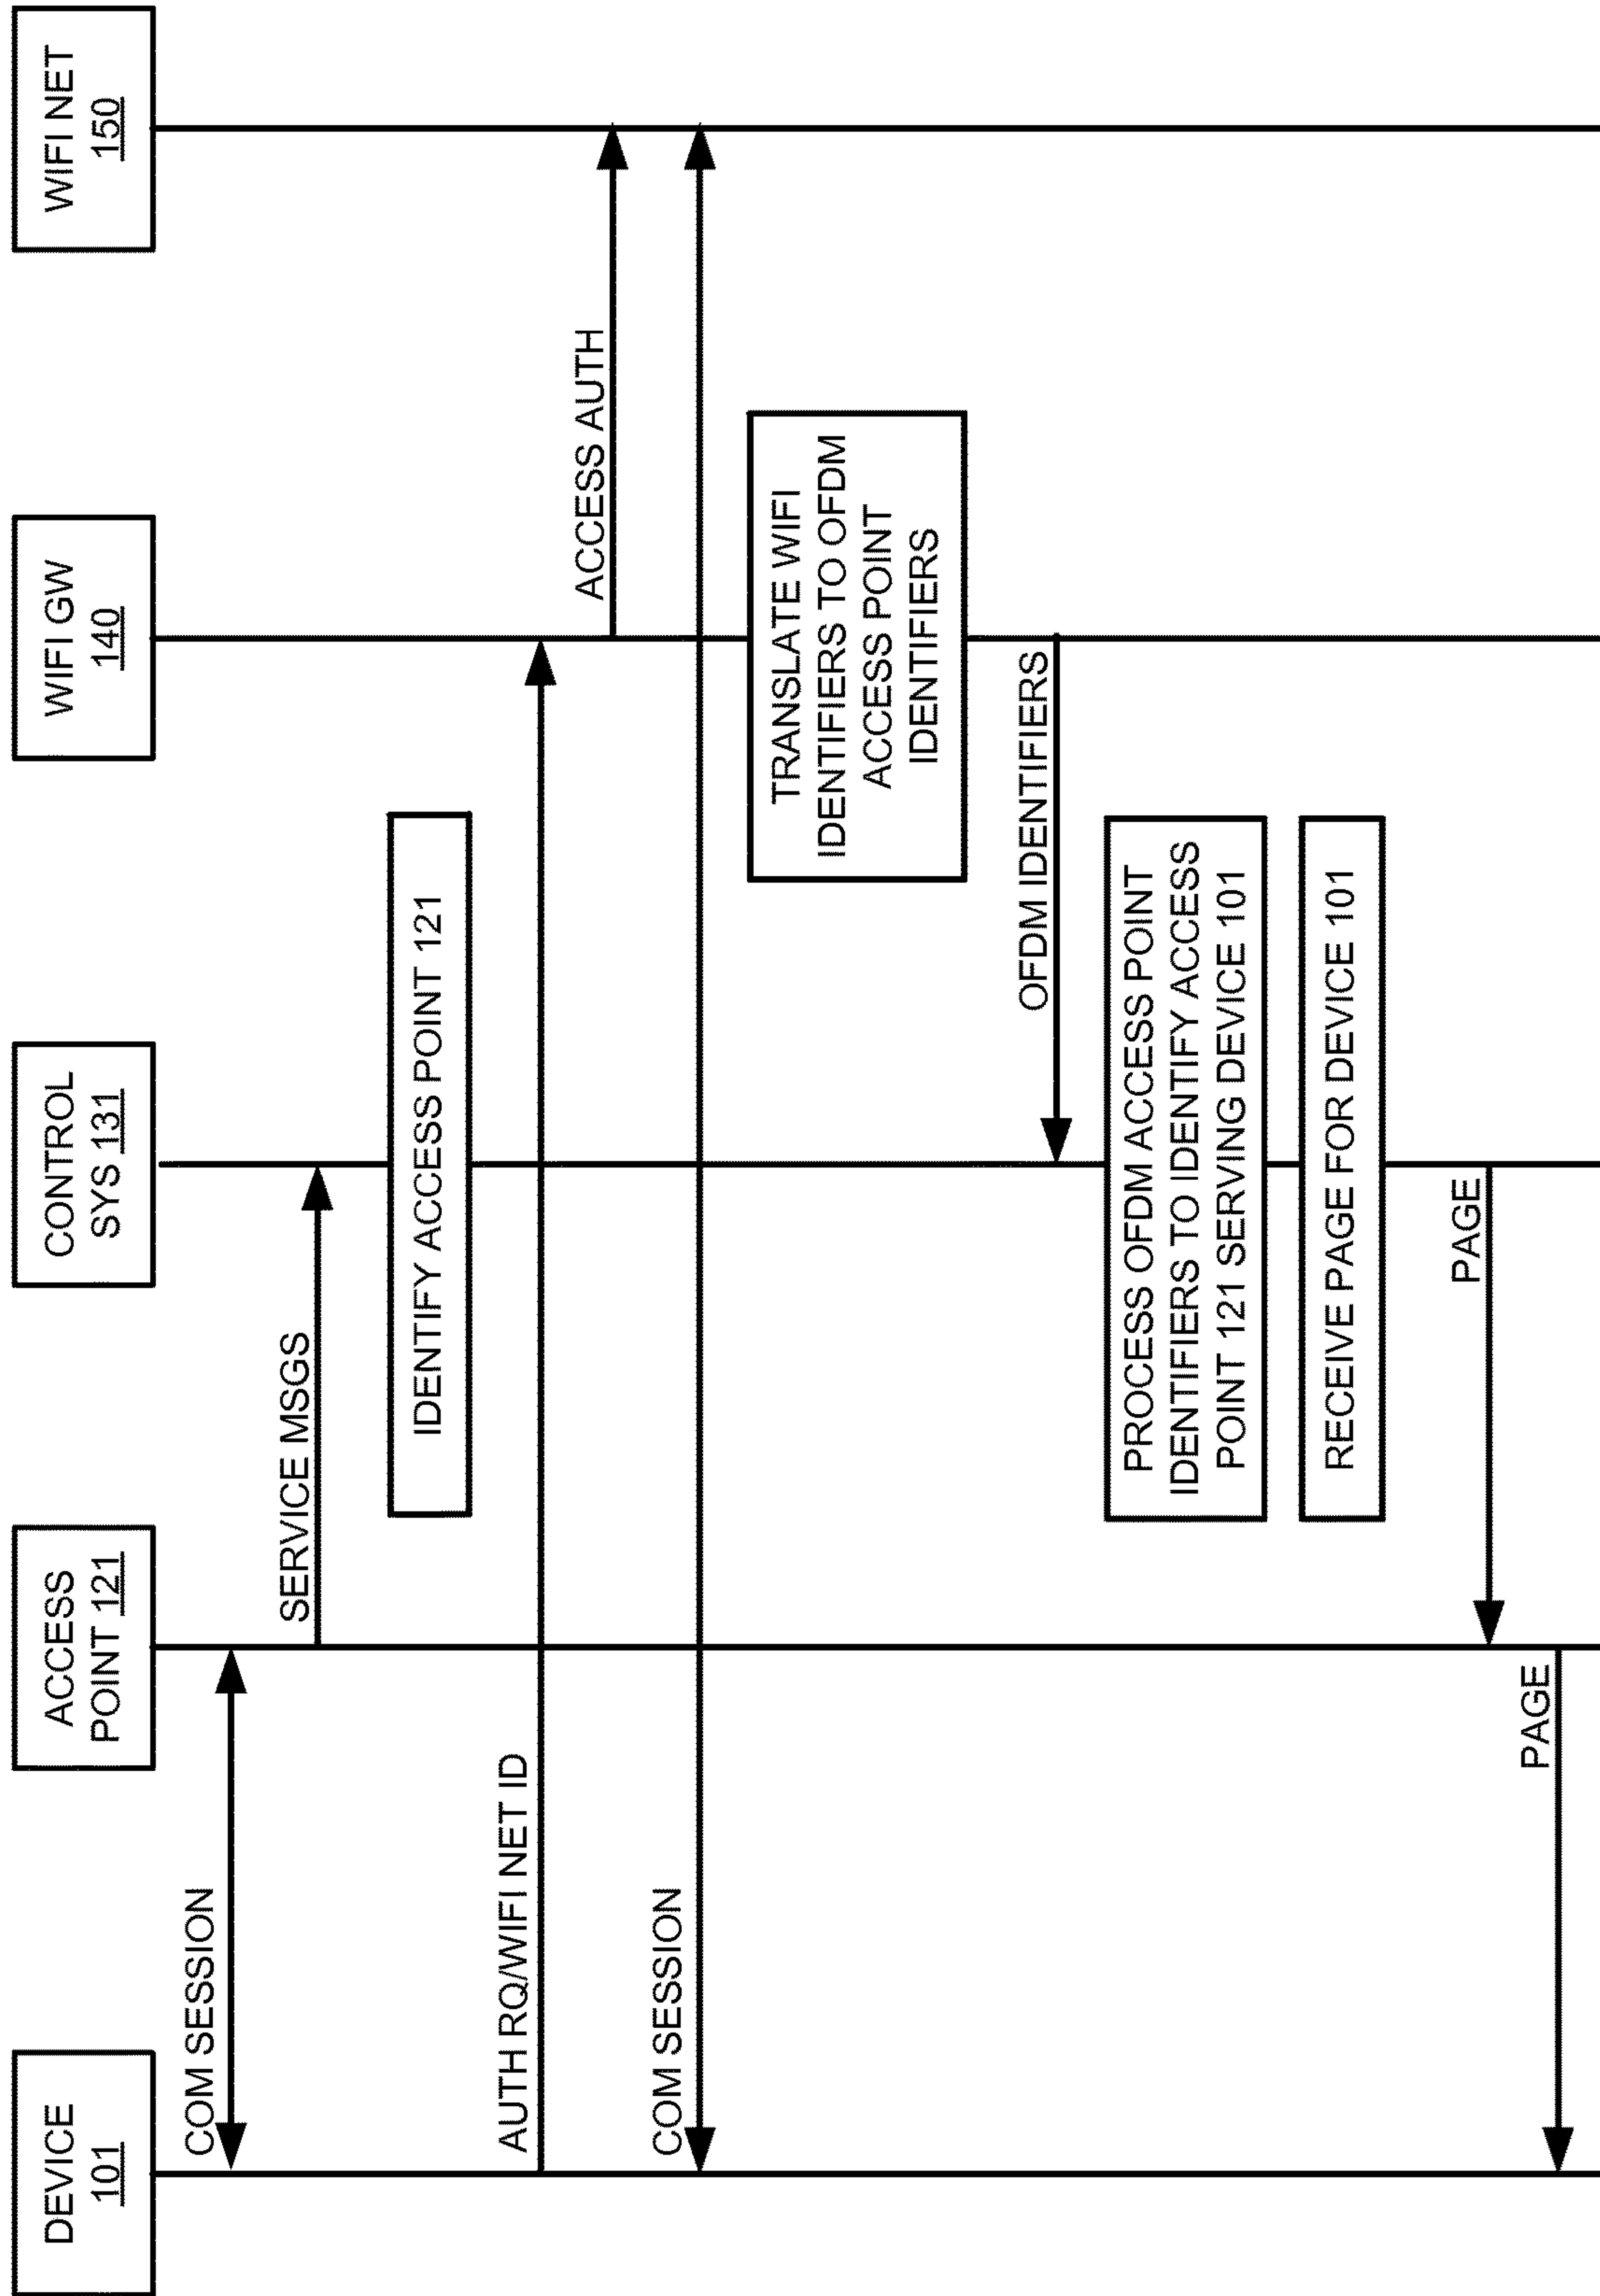 DEVICE
101
ACCESS
POINT 121
CONTROL
SYS 131
WIFI GW
140
WIFI NET
150
COM SESSION
SERVICE MSGS
IDENTIFY ACCESS POINT 121
AUTH RQ/WIFI NET ID
ACCESS AUTH
COM SESSION
TRANSLATE WIFI
IDENTIFIERS TO OFDM
ACCESS POINT
IDENTIFIERS
OFDM IDENTIFIERS
PROCESS OFDM ACCESS POINT
IDENTIFIERS TO IDENTIFY ACCESS
POINT 121 SERVING DEVICE 101
RECEIVE PAGE FOR DEVICE 101
PAGE
PAGE